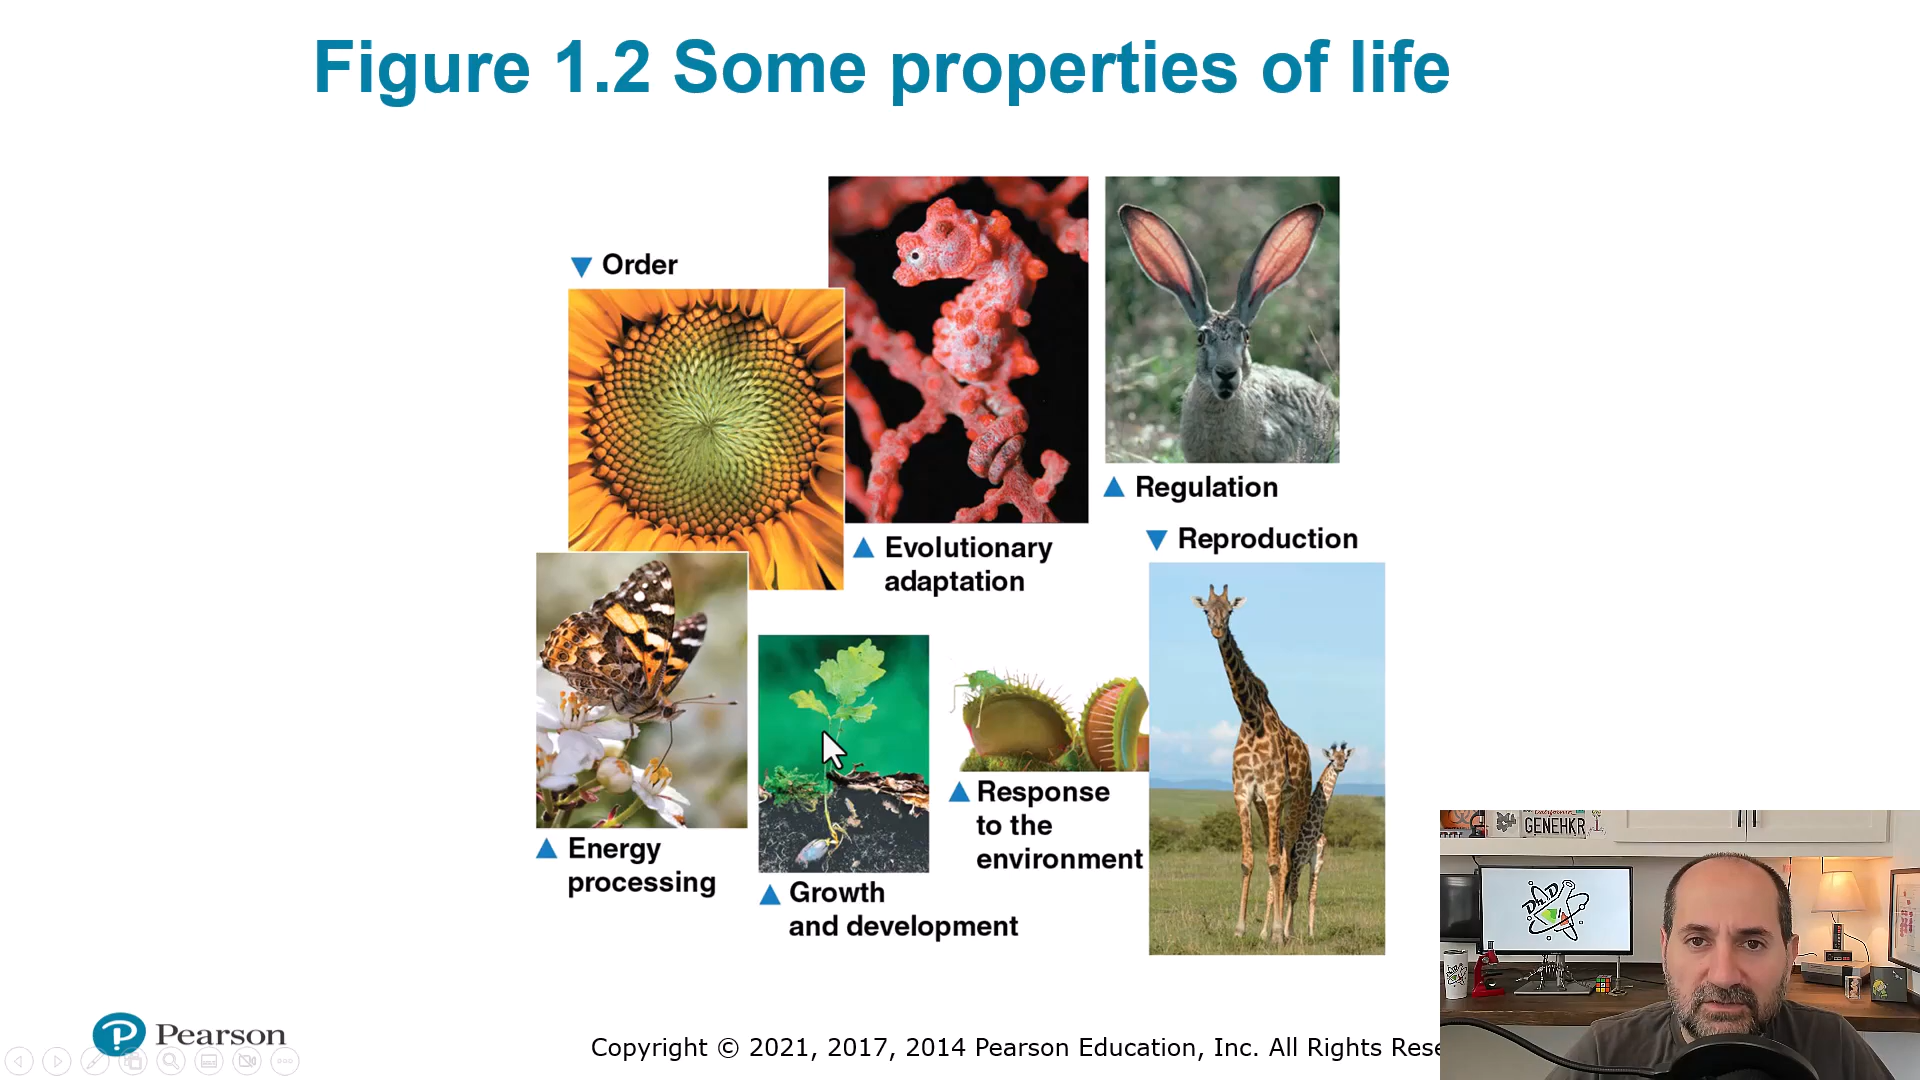 Figure 1.2 Some properties of life
Order
Regulation
Evolutionary
adaptation
Reproduction
Energy
processing
Growth
and development
Response
to the
environment
Pearson
Copyright © 2021, 2017, 2014 Pearson Education, Inc. All Rights Rese
GENEHKR
PhD